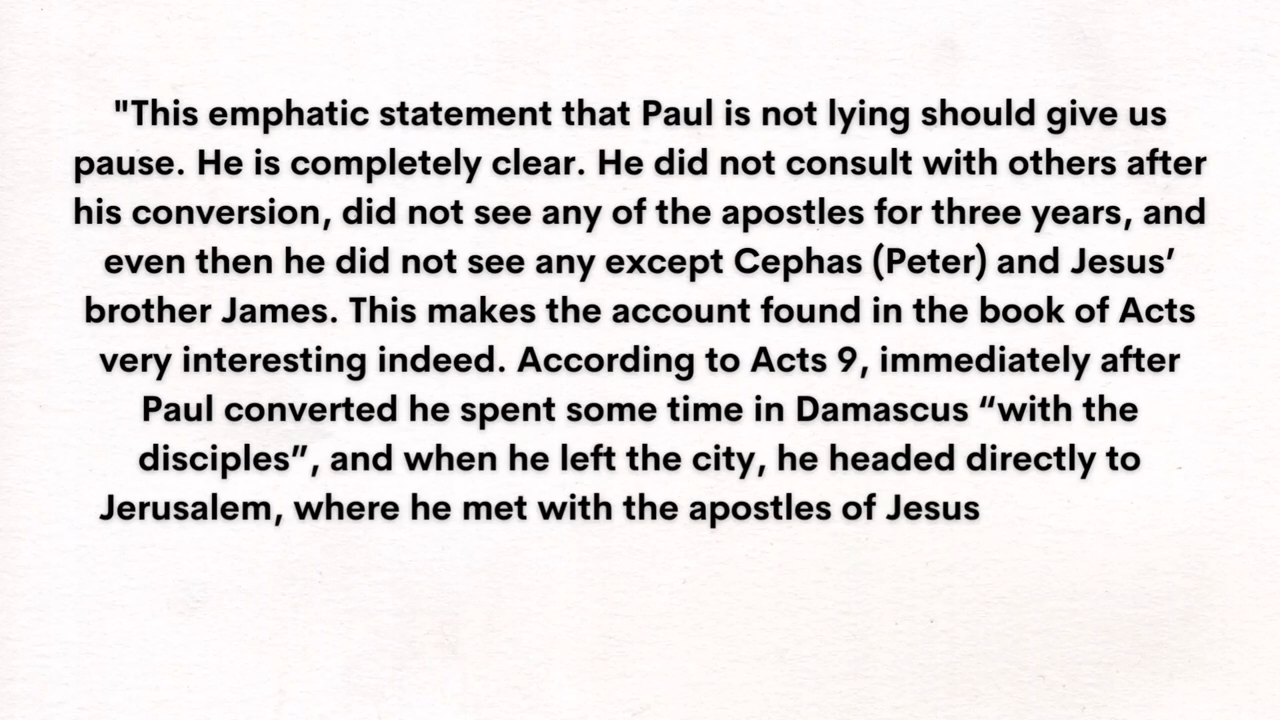 "This emphatic statement that Paul is not lying should give us
pause. He is completely clear. He did not consult with others after
his conversion, did not see any of the apostles for three years, and
even then he did not see any except Cephas (Peter) and Jesus’
brother James. This makes the account found in the book of Acts
very interesting indeed. According to Acts 9, immediately after
Paul converted he spent some time in Damascus “with the
disciples”, and when he left the city, he headed directly to
Jerusalem, where he met with the apostles of Jesus